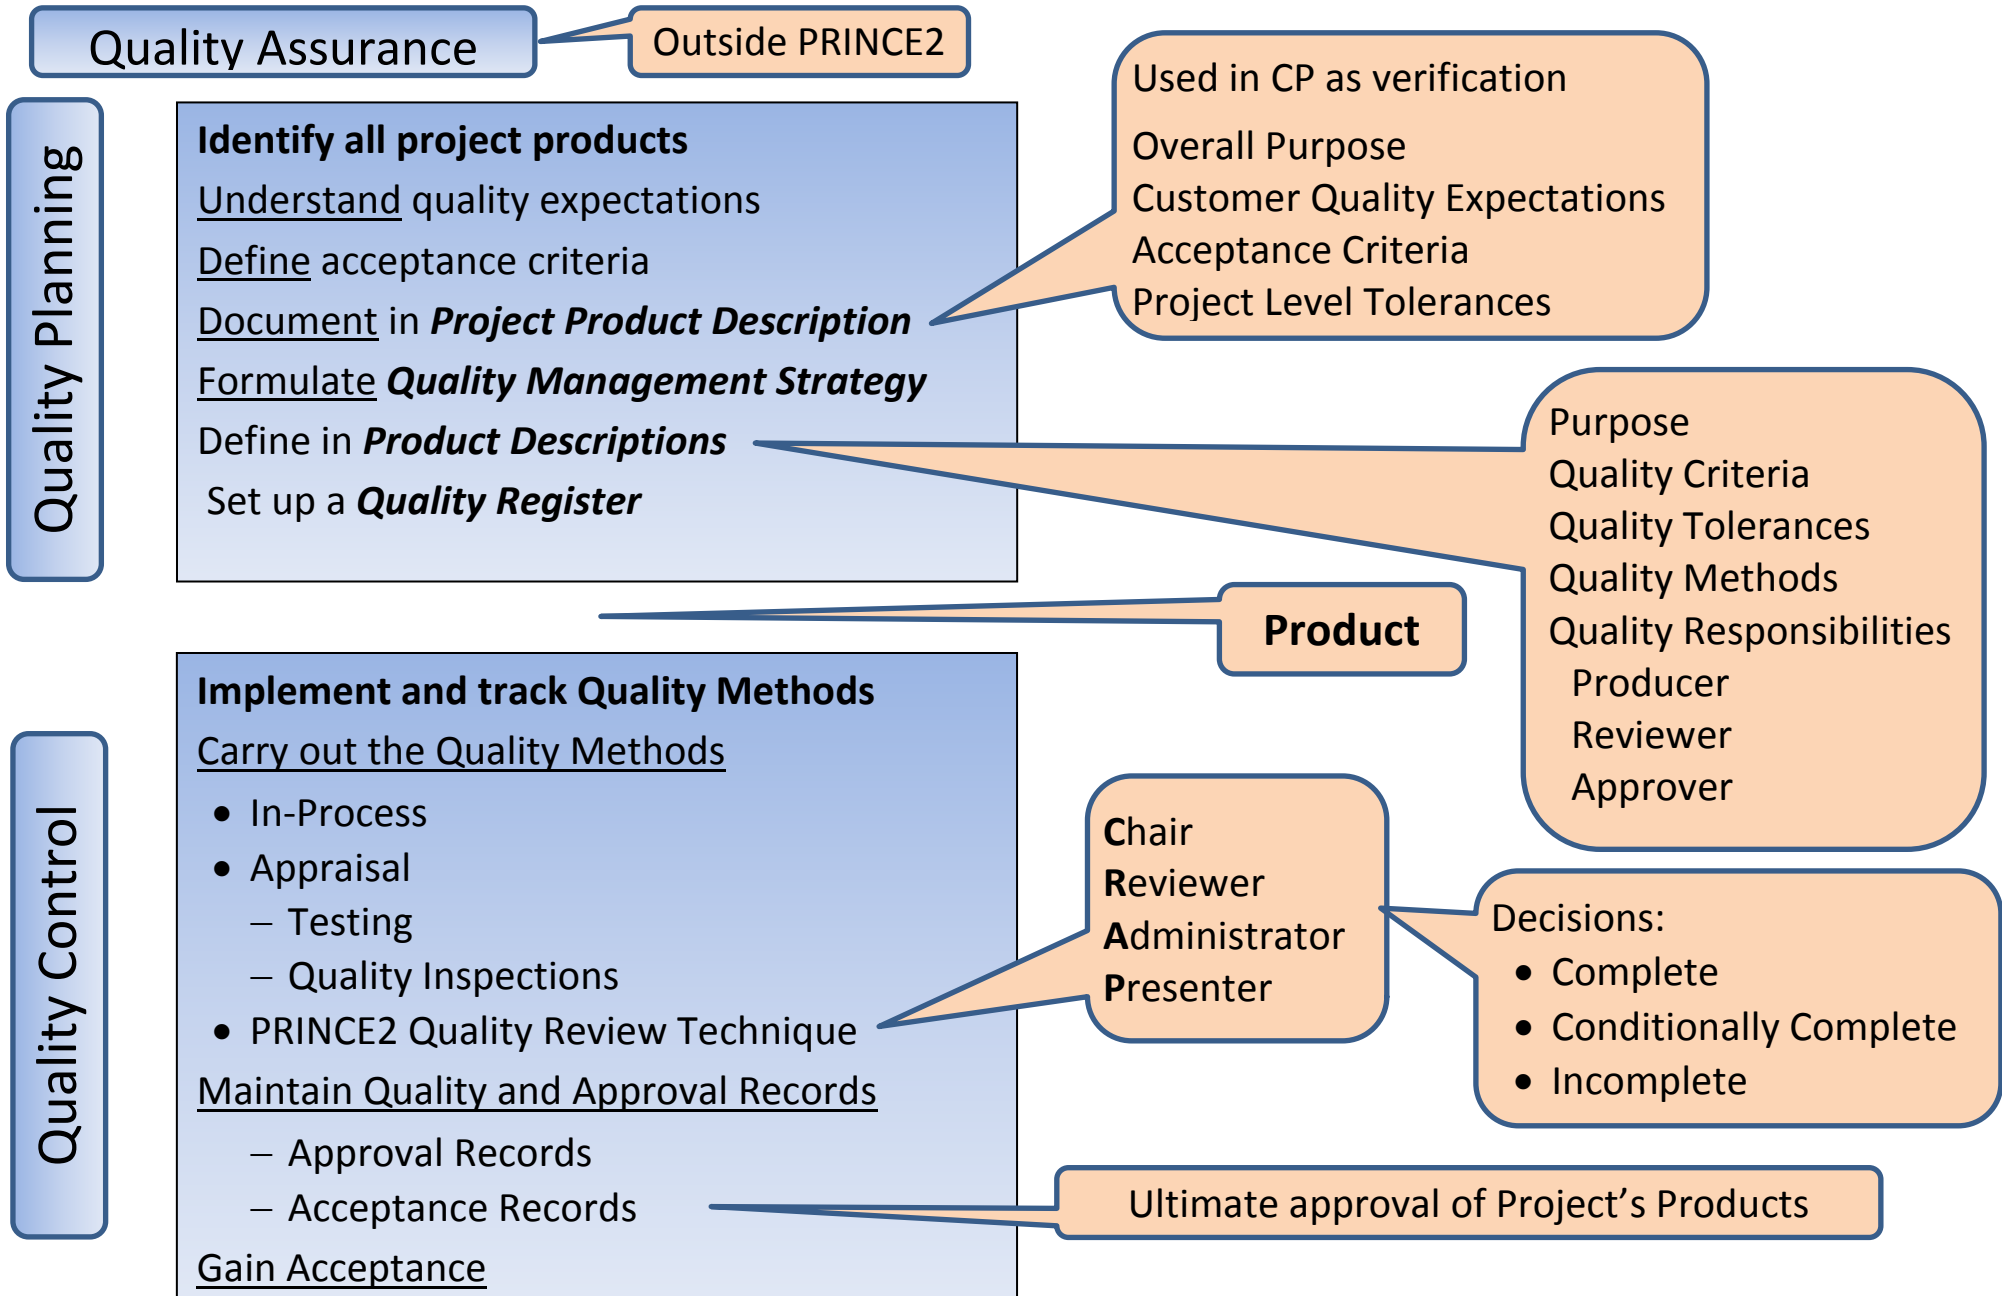 Quality Assurance
Outside PRINCE2
Quality Planning
Identify all project products
Understand quality expectations
Define acceptance criteria
Document in Project Product Description
Formulate Quality Management Strategy
Define in Product Descriptions
Set up a Quality Register
Used in CP as verification
Overall Purpose
Customer Quality Expectations
Acceptance Criteria
Project Level Tolerances
Purpose
Quality Criteria
Quality Tolerances
Quality Methods
Quality Responsibilities
Producer
Reviewer
Approver
Product
Quality Control
Implement and track Quality Methods
Carry out the Quality Methods
• In-Process
• Appraisal
– Testing
– Quality Inspections
• PRINCE2 Quality Review Technique
Maintain Quality and Approval Records
– Approval Records
– Acceptance Records
Gain Acceptance
Chair
Reviewer
Administrator
Presenter
Decisions:
• Complete
• Conditionally Complete
• Incomplete
Ultimate approval of Project’s Products